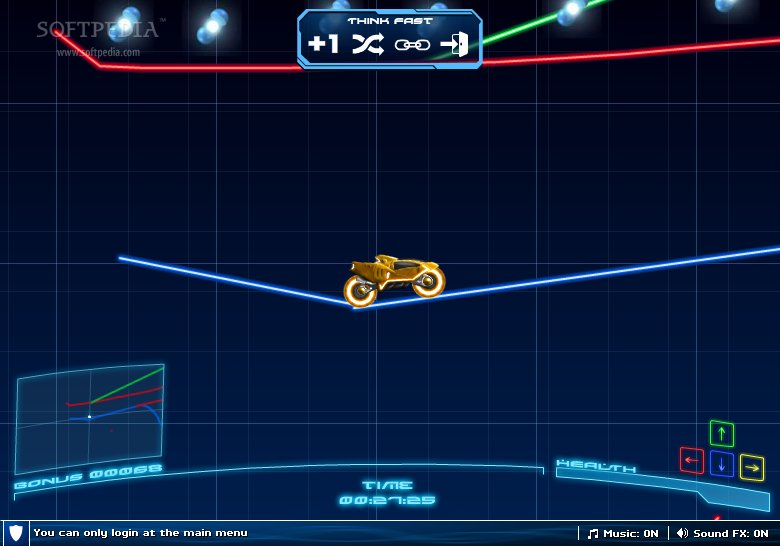 THINK FAST
SOFTPEDIA™
www.softpedia.com
+1
BONUS 00068
HEALTH
TIME
00:27:25
You can only login at the main menu
Music: ON
Sound FX: ON